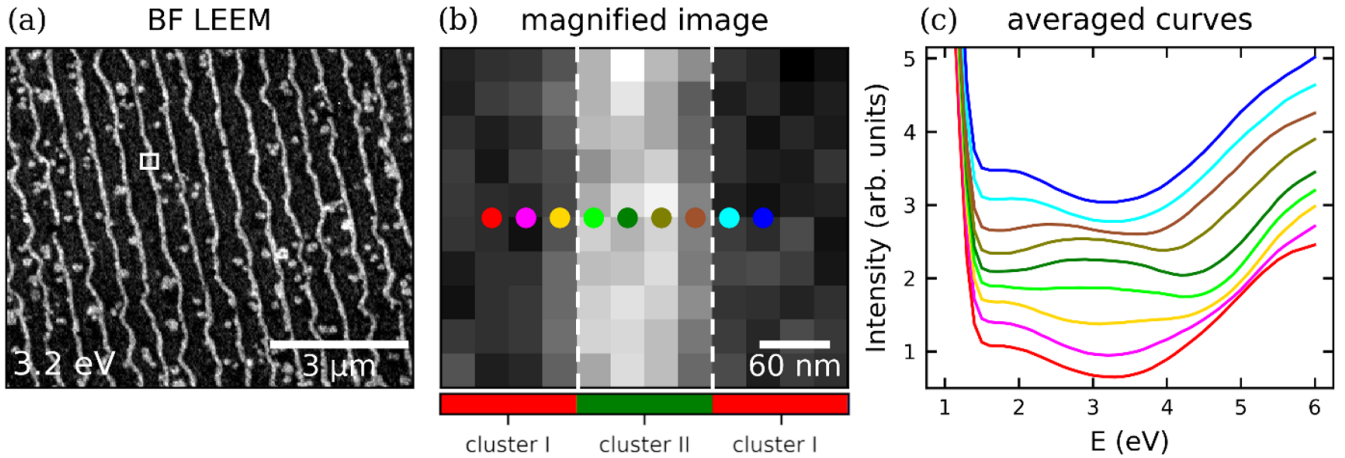 (a) BF LEEM
3.2 eV
3 μm
(b) magnified image
60 nm
cluster I
cluster II
cluster I
(c) averaged curves
Intensity (arb. units)
5
4
3
2
1
1 2 3 4 5 6
E (eV)